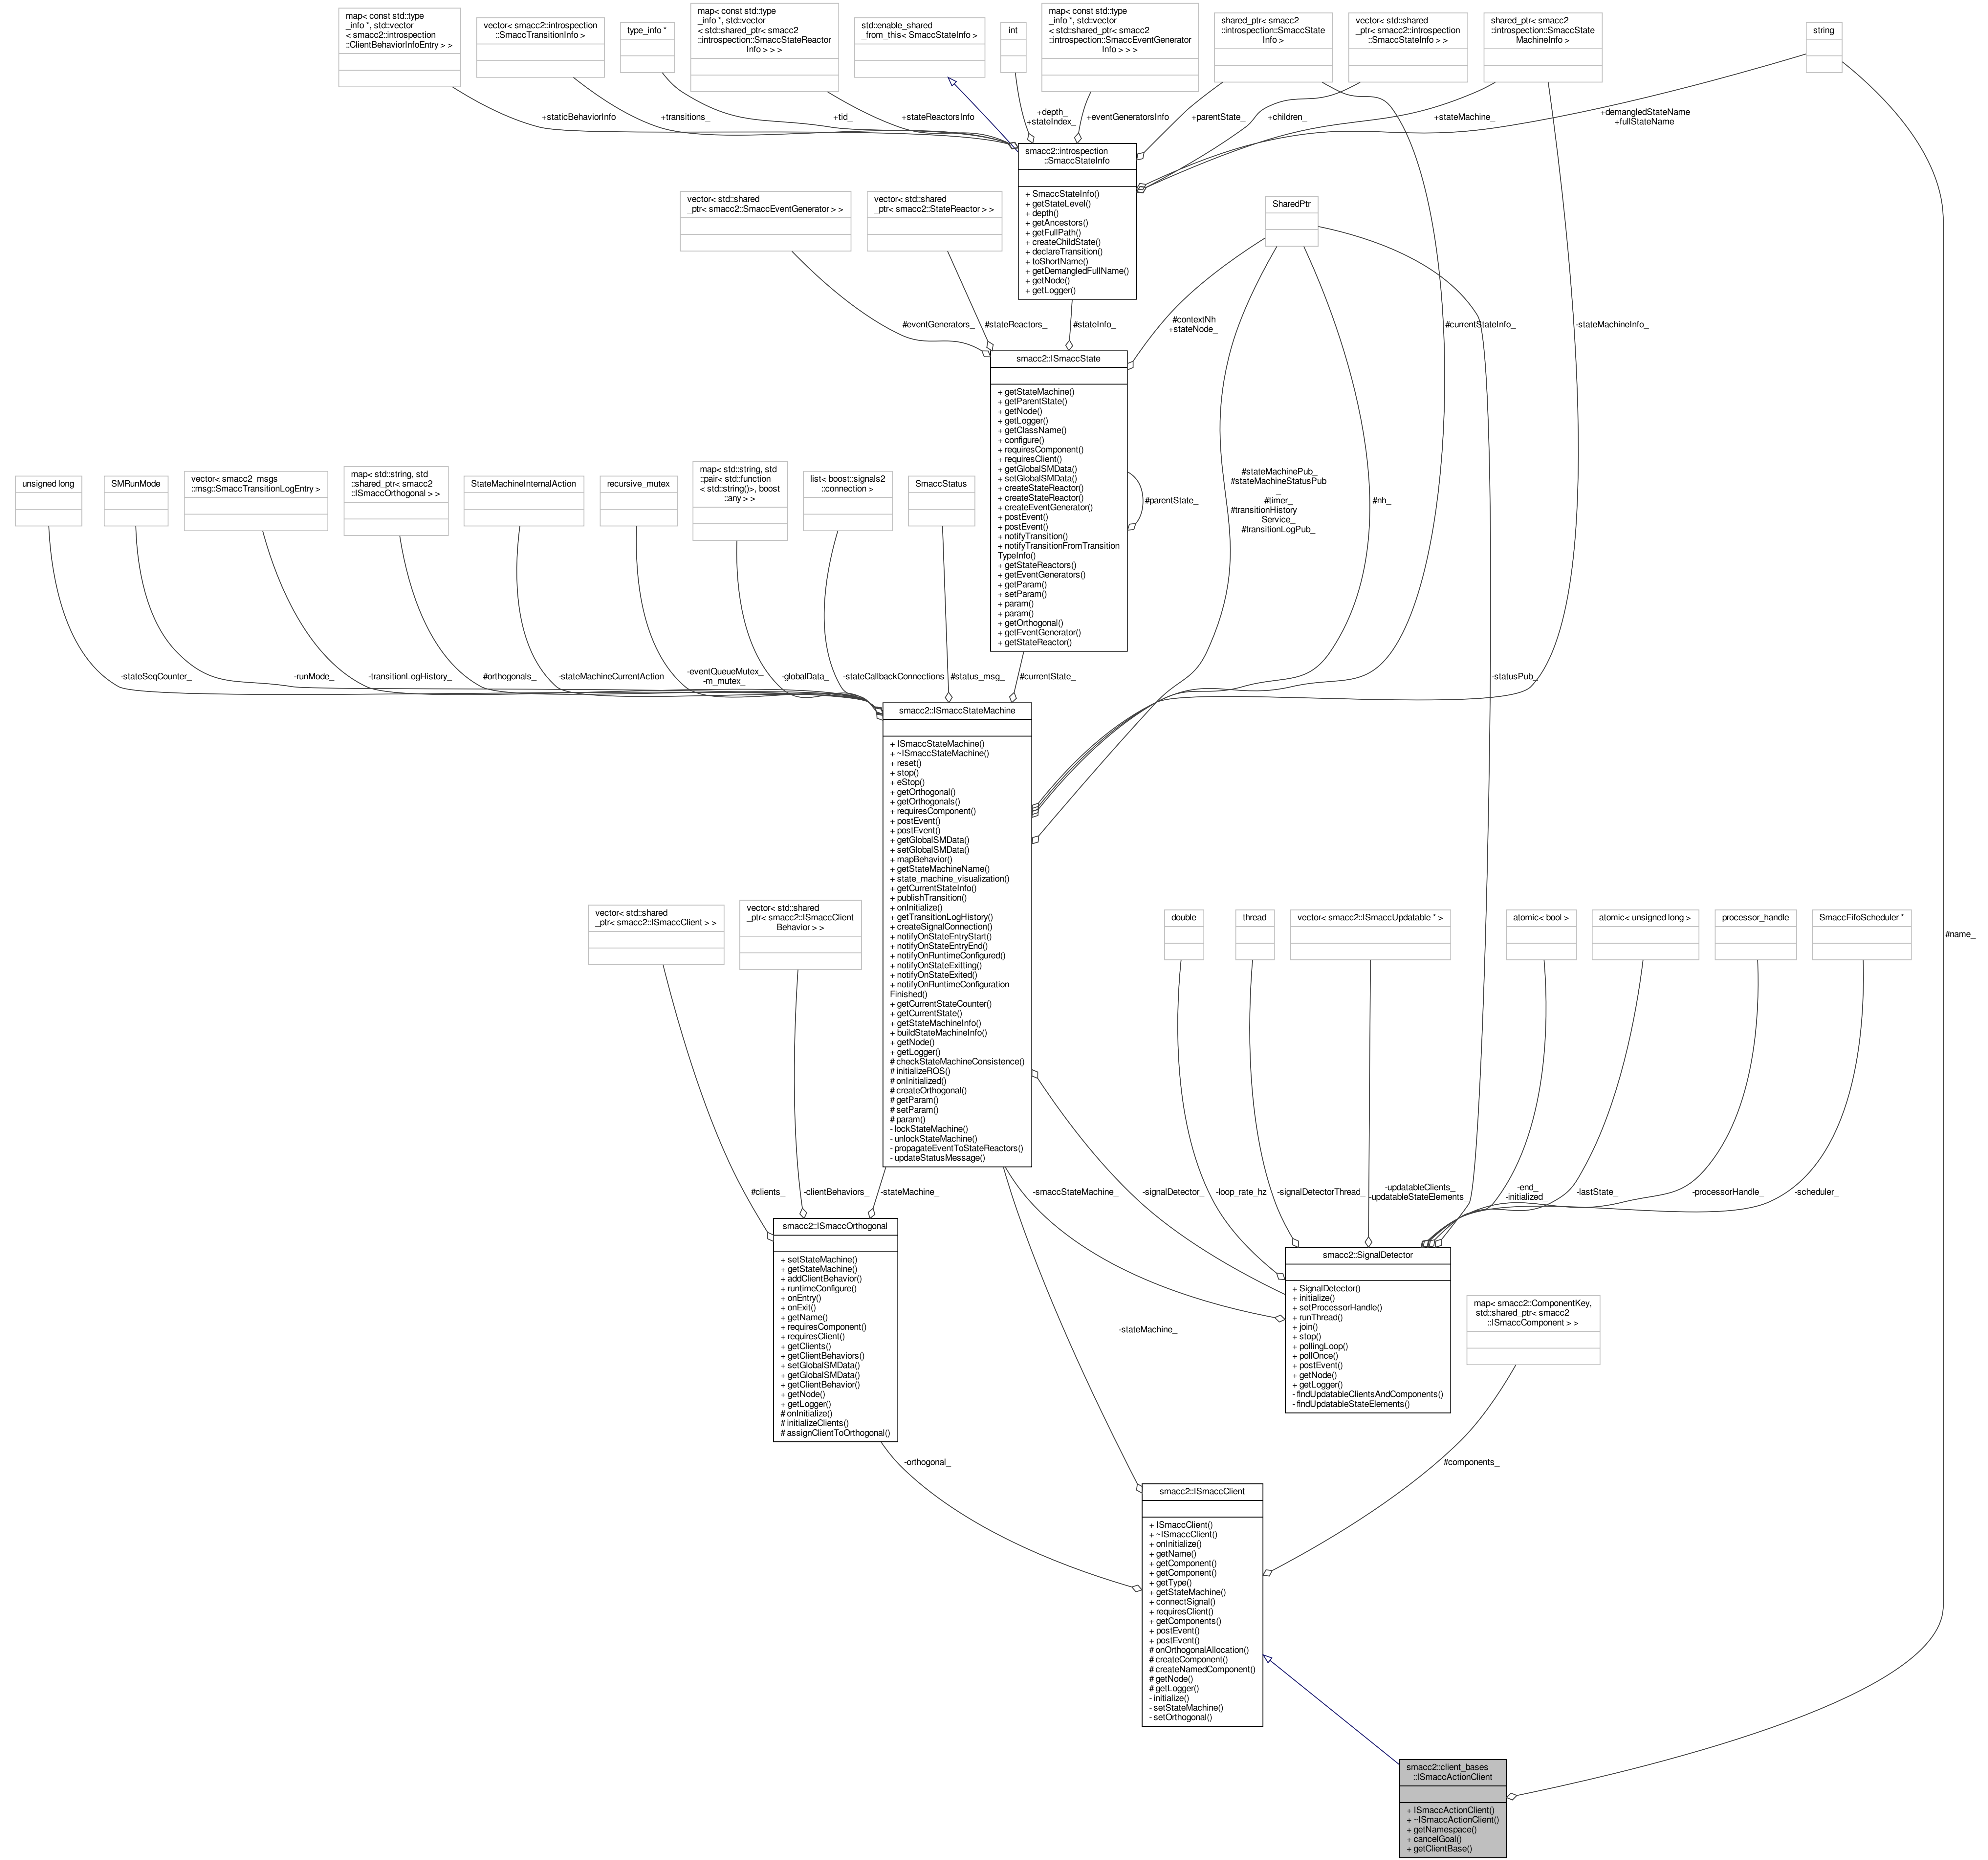 map< const std::type
_info *, std::vector
< smacc2::introspection
::ClientBehaviorInfoEntry > >
vector< smacc2::introspection
::SmaccTransitionInfo >
type_info *
map< const std::type
_info *, std::vector
< std::shared_ptr< smacc2
::introspection::SmaccStateReactor
Info > > >
std::enable_shared
_from_this< SmaccStateInfo >
int
map< const std::type
_info *, std::vector
< std::shared_ptr< smacc2
::introspection::SmaccEventGenerator
Info > > >
shared_ptr< smacc2
::introspection::SmaccState
Info >
vector< std::shared
_ptr< smacc2::introspection
::SmaccStateInfo > >
shared_ptr< smacc2
::introspection::SmaccState
MachineInfo >
string
+staticBehaviorInfo
+transitions_
+tid_
+stateReactorsInfo
+depth_
+stateIndex_
+eventGeneratorsInfo
+parentState_
+children_
+stateMachine_
+demangledStateName
+fullStateName
smacc2::introspection
::SmaccStateInfo
+ SmaccStateInfo()
+ getStateLevel()
+ depth()
+ getAncestors()
+ getFullPath()
+ createChildState()
+ declareTransition()
+ toShortName()
+ getDemangledFullName()
+ getNode()
+ getLogger()
vector< std::shared
_ptr< smacc2::SmaccEventGenerator > >
vector< std::shared
_ptr< smacc2::StateReactor > >
SharedPtr
#eventGenerators_
#stateReactors_
#stateInfo_
#contextNh
+stateNode_
#currentStateInfo_
-stateMachineInfo_
smacc2::ISmaccState
+ getStateMachine()
+ getParentState()
+ getNode()
+ getLogger()
+ getClassName()
+ configure()
+ requiresComponent()
+ requiresClient()
+ getGlobalSMData()
+ setGlobalSMData()
+ createStateReactor()
+ createStateReactor()
+ createEventGenerator()
+ postEvent()
+ postEvent()
+ notifyTransition()
+ notifyTransitionFromTransition
TypeInfo()
+ getStateReactors()
+ getEventGenerators()
+ getParam()
+ setParam()
+ param()
+ param()
+ getOrthogonal()
+ getEventGenerator()
+ getStateReactor()
#parentState_
#stateMachinePub_
#stateMachineStatusPub
_
#timer_
#transitionHistory
Service_
#transitionLogPub_
#nh_
unsigned long
SMRunMode
vector< smacc2_msgs
::msg::SmaccTransitionLogEntry >
map< std::string, std
::shared_ptr< smacc2
::ISmaccOrthogonal > >
StateMachineInternalAction
recursive_mutex
map< std::string, std
::pair< std::function
< std::string()>, boost
::any > >
list< boost::signals2
::connection >
SmaccStatus
-stateSeqCounter_
-runMode_
-transitionLogHistory_
#orthogonals_
-stateMachineCurrentAction
-eventQueueMutex_
-m_mutex_
-globalData_
-stateCallbackConnections
#status_msg_
#currentState_
-statusPub_
smacc2::ISmaccStateMachine
+ ISmaccStateMachine()
+ ~ISmaccStateMachine()
+ reset()
+ stop()
+ eStop()
+ getOrthogonal()
+ getOrthogonals()
+ requiresComponent()
+ postEvent()
+ postEvent()
+ getGlobalSMData()
+ setGlobalSMData()
+ mapBehavior()
+ getStateMachineName()
+ state_machine_visualization()
+ getCurrentStateInfo()
+ publishTransition()
+ onInitialize()
+ getTransitionLogHistory()
+ createSignalConnection()
+ notifyOnStateEntryStart()
+ notifyOnStateEntryEnd()
+ notifyOnRuntimeConfigured()
+ notifyOnStateExitting()
+ notifyOnStateExited()
+ notifyOnRuntimeConfiguration
Finished()
+ getCurrentStateCounter()
+ getCurrentState()
+ getStateMachineInfo()
+ buildStateMachineInfo()
+ getNode()
+ getLogger()
# checkStateMachineConsistence()
# initializeROS()
# onInitialized()
# createOrthogonal()
# getParam()
# setParam()
# param()
- lockStateMachine()
- unlockStateMachine()
- propagateEventToStateReactors()
- updateStatusMessage()
vector< std::shared
_ptr< smacc2::ISmaccClient > >
vector< std::shared
_ptr< smacc2::ISmaccClient
Behavior > >
double
thread
vector< smacc2::ISmaccUpdatable * >
atomic< bool >
atomic< unsigned long >
processor_handle
SmaccFifoScheduler *
#name_
#clients_
-clientBehaviors_
-stateMachine_
-smaccStateMachine_
-signalDetector_
-loop_rate_hz_
-signalDetectorThread_
-updatableClients_
-updatableStateElements_
-end_
-initialized_
-lastState_
-processorHandle_
-scheduler_
smacc2::ISmaccOrthogonal
+ setStateMachine()
+ getStateMachine()
+ addClientBehavior()
+ runtimeConfigure()
+ onEntry()
+ onExit()
+ getName()
+ requiresComponent()
+ requiresClient()
+ getClients()
+ getClientBehaviors()
+ setGlobalSMData()
+ getGlobalSMData()
+ getClientBehavior()
+ getNode()
+ getLogger()
# onInitialize()
# initializeClients()
# assignClientToOrthogonal()
smacc2::SignalDetector
+ SignalDetector()
+ initialize()
+ setProcessorHandle()
+ runThread()
+ join()
+ stop()
+ pollingLoop()
+ pollOnce()
+ postEvent()
+ getNode()
+ getLogger()
- findUpdatableClientsAndComponents()
- findUpdatableStateElements()
map< smacc2::ComponentKey,
std::shared_ptr< smacc2
::ISmaccComponent > >
-stateMachine_
-orthogonal_
#components_
smacc2::ISmaccClient
+ ISmaccClient()
+ ~ISmaccClient()
+ onInitialize()
+ getName()
+ getComponent()
+ getComponent()
+ getType()
+ getStateMachine()
+ connectSignal()
+ requiresClient()
+ getComponents()
+ postEvent()
+ postEvent()
# onOrthogonalAllocation()
# createComponent()
# createNamedComponent()
# getNode()
# getLogger()
- initialize()
- setStateMachine()
- setOrthogonal()
smacc2::client_bases
::ISmaccActionClient
+ ISmaccActionClient()
+ ~ISmaccActionClient()
+ getNamespace()
+ cancelGoal()
+ getClientBase()